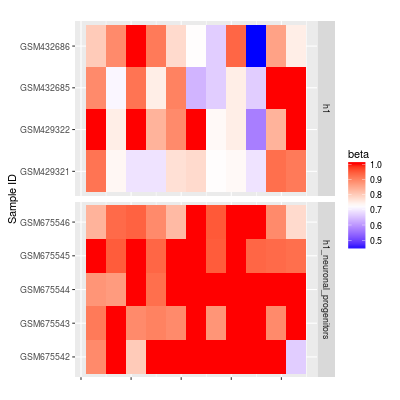 Sample ID
GSM432686
GSM432685
GSM429322
GSM429321
h1
GSM675546
GSM675545
GSM675544
GSM675543
GSM675542
h1_neuronal_progenitors
beta
1.0
0.9
0.8
0.7
0.6
0.5